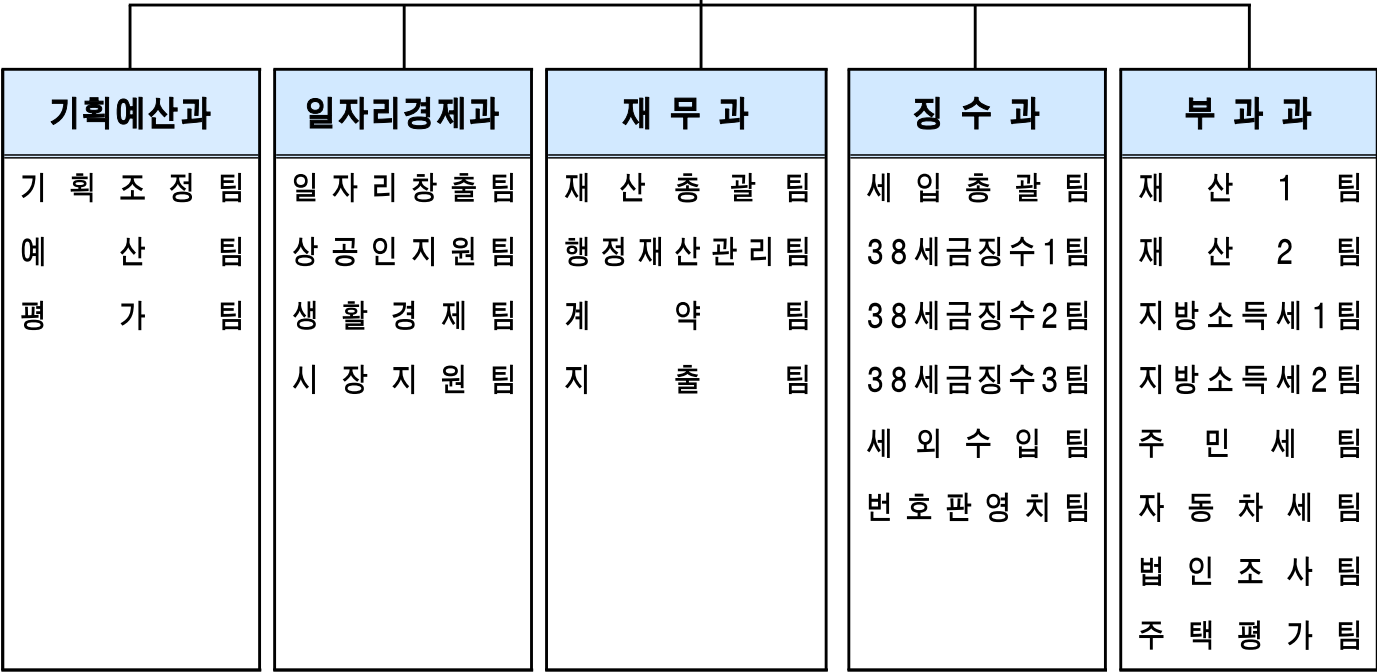 기획예산과
기획조정팀
예산팀
평가팀
일자리경제과
일자리창출팀
상공인지원팀
생활경제팀
시장지원팀
재무과
재산총괄팀
행정재산관리팀
계약팀
지출팀
징수과
세입총괄팀
38세금징수1팀
38세금징수2팀
38세금징수3팀
세외수입팀
번호판영치팀
부과과
재산1팀
재산2팀
지방소득세1팀
지방소득세2팀
주민세팀
자동차세팀
법인조사팀
주택평가팀